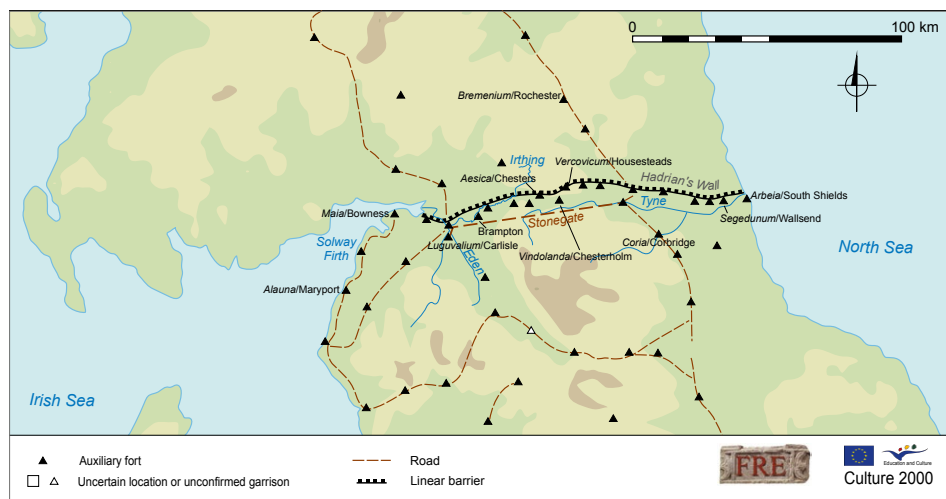 0
100 km
Bremenium/Rochester
Irthing
Vercovicum/Housesteads
Aesica/Chesters
Hadrian's Wall
Arbeia/South Shields
Tyne
Maia/Bowness
Segedunum/Wallsend
Stonegate
Brampton
Solway
Firth
Luguvalium/Carlisle
Coria/Corbridge
North Sea
Eden
Vindolanda/Chesterholm
Alauna/Maryport
Irish Sea
Auxiliary fort
Road
Uncertain location or unconfirmed garrison
Linear barrier
FRE
Education and Culture
Culture 2000